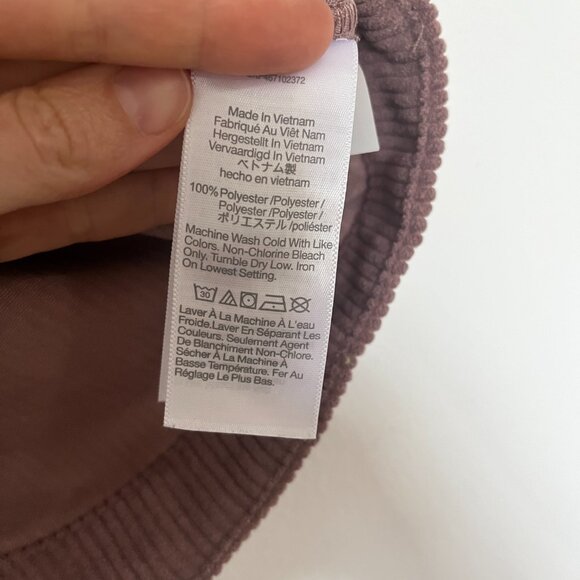 Made in Vietnam
Fabriqué Au Viêt Nam
Hergestellt In Vietnam
Vervaardigd In Vietnam
ベトナム製
hecho en vietnam
100% Polyester /Polyester/
Polyester /Polyester/
ポリエステル /poliéster
Machine Wash Cold With Like
Colors. Non-Chlorine Bleach
Only. Tumble Dry Low. Iron
On Lowest Setting.
30
Laver À La Machine À L'eau
Froide.Laver En Séparant Les
Couleurs. Seulement Agent
De Blanchiment Non-Chlore.
Sécher À La Machine À
Basse Température. Fer Au
Réglage Le Plus Bas.